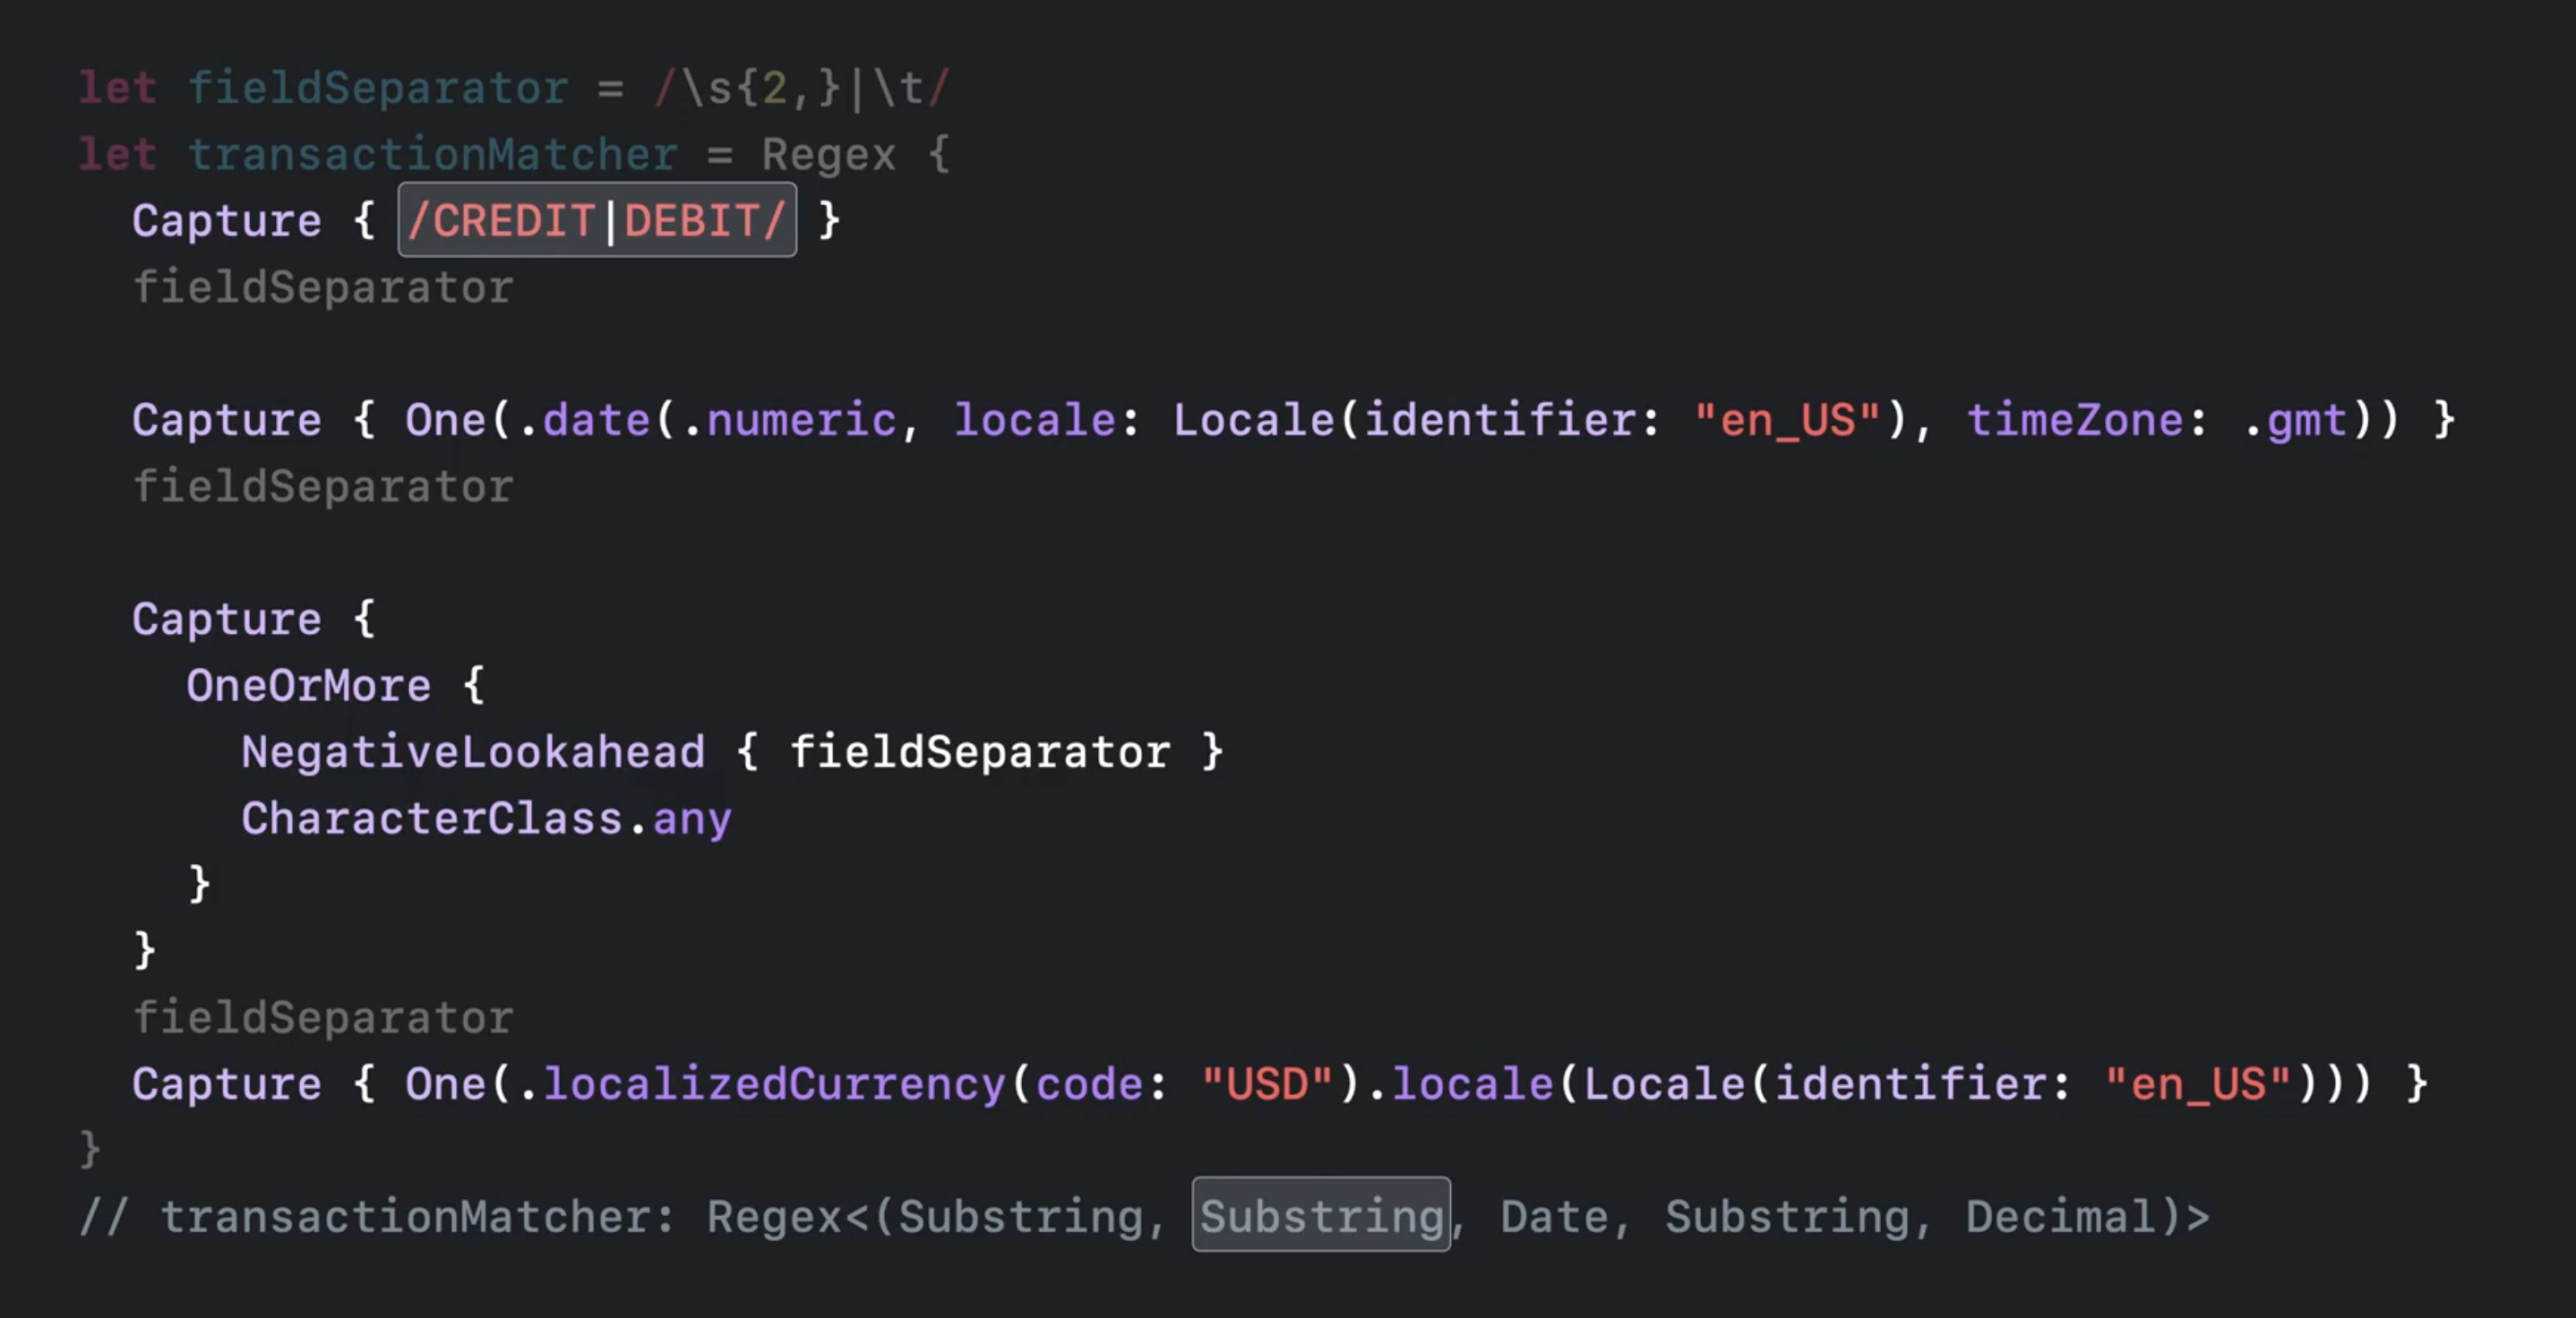 let fieldSeparator = /\s{2,}|\t/
let transactionMatcher = Regex {
  Capture { /CREDIT|DEBIT/ }
  fieldSeparator

  Capture { One(.date(.numeric, locale: Locale(identifier: "en_US"), timeZone: .gmt)) }
  fieldSeparator

  Capture {
    OneOrMore {
      NegativeLookahead { fieldSeparator }
      CharacterClass.any
    }
  }
  fieldSeparator
  Capture { One(.localizedCurrency(code: "USD").locale(Locale(identifier: "en_US"))) }
}
// transactionMatcher: Regex<(Substring, Substring, Date, Substring, Decimal)>